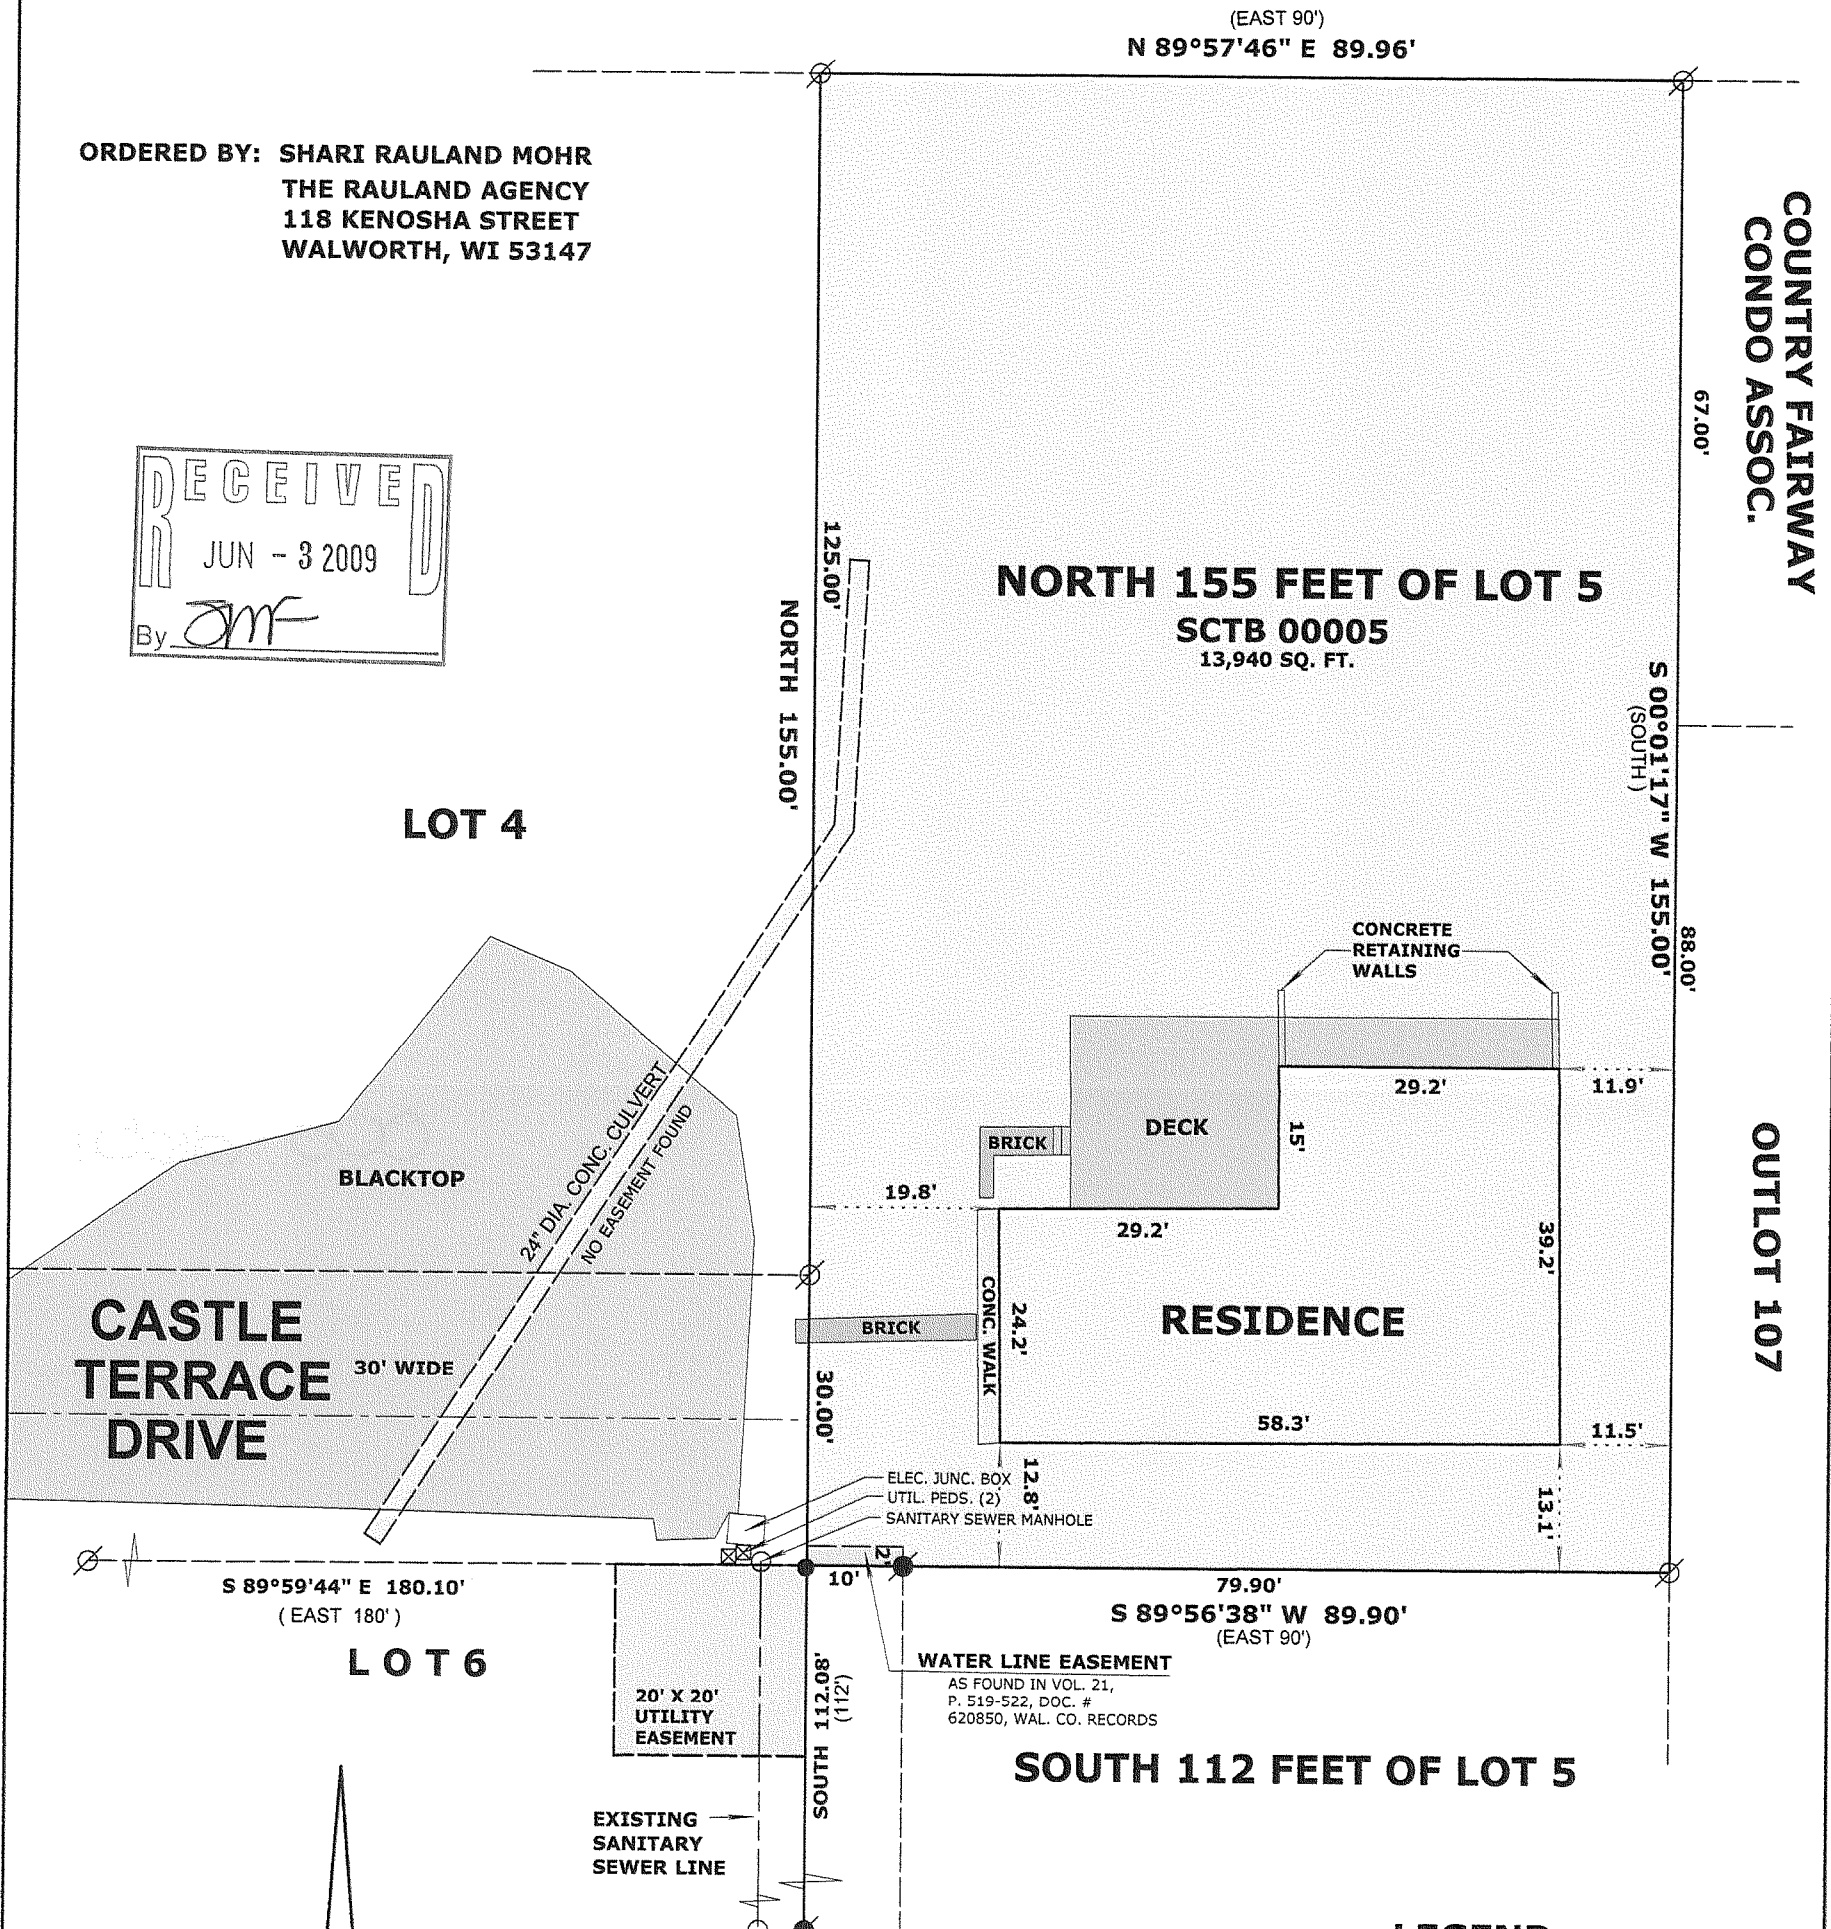 (EAST 90')
N 89°57'46" E 89.96'
ORDERED BY: SHARI RAULAND MOHR
THE RAULAND AGENCY
118 KENOSHA STREET
WALWORTH, WI 53147
COUNTRY FAIRWAY
CONDO ASSOC.
67.00'
RECEIVED
JUN - 3 2009
By
125.00'
NORTH 155.00'
NORTH 155 FEET OF LOT 5
SCTB 00005
13,940 SQ. FT.
S 00°01'17" W 155.00'
(SOUTH)
88.00'
LOT 4
CONCRETE
RETAINING
WALLS
29.2'
11.9'
DECK
15'
BRICK
19.8'
29.2'
39.2'
OUTLOT 107
24" DIA. CONC. CULVERT
NO EASEMENT FOUND
BLACKTOP
CASTLE
TERRACE
DRIVE
30' WIDE
BRICK
CONC. WALK
24.2'
RESIDENCE
30.00'
58.3'
11.5'
ELEC. JUNC. BOX
UTIL. PEDS. (2)
SANITARY SEWER MANHOLE
12.8'
13.1'
2'
10'
S 89°59'44" E 180.10'
( EAST 180' )
79.90'
S 89°56'38" W 89.90'
(EAST 90')
LOT 6
WATER LINE EASEMENT
AS FOUND IN VOL. 21,
P. 519-522, DOC. #
620850, WAL. CO. RECORDS
20' X 20'
UTILITY
EASEMENT
SOUTH 112.08'
(112')
SOUTH 112 FEET OF LOT 5
EXISTING
SANITARY
SEWER LINE
LEGEND